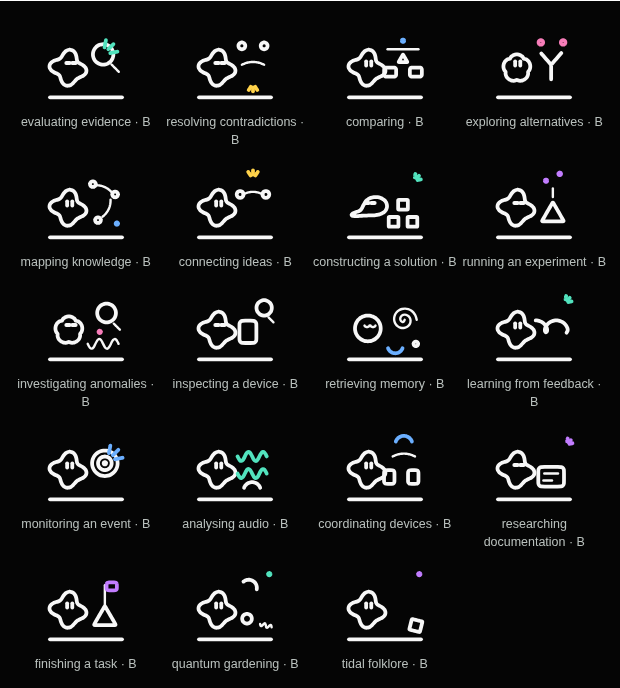 evaluating evidence · B
resolving contradictions ·
B
comparing · B
exploring alternatives · B
mapping knowledge · B
connecting ideas · B
constructing a solution · B
running an experiment · B
investigating anomalies ·
B
inspecting a device · B
retrieving memory · B
learning from feedback ·
B
monitoring an event · B
analysing audio · B
coordinating devices · B
researching
documentation · B
finishing a task · B
quantum gardening · B
tidal folklore · B